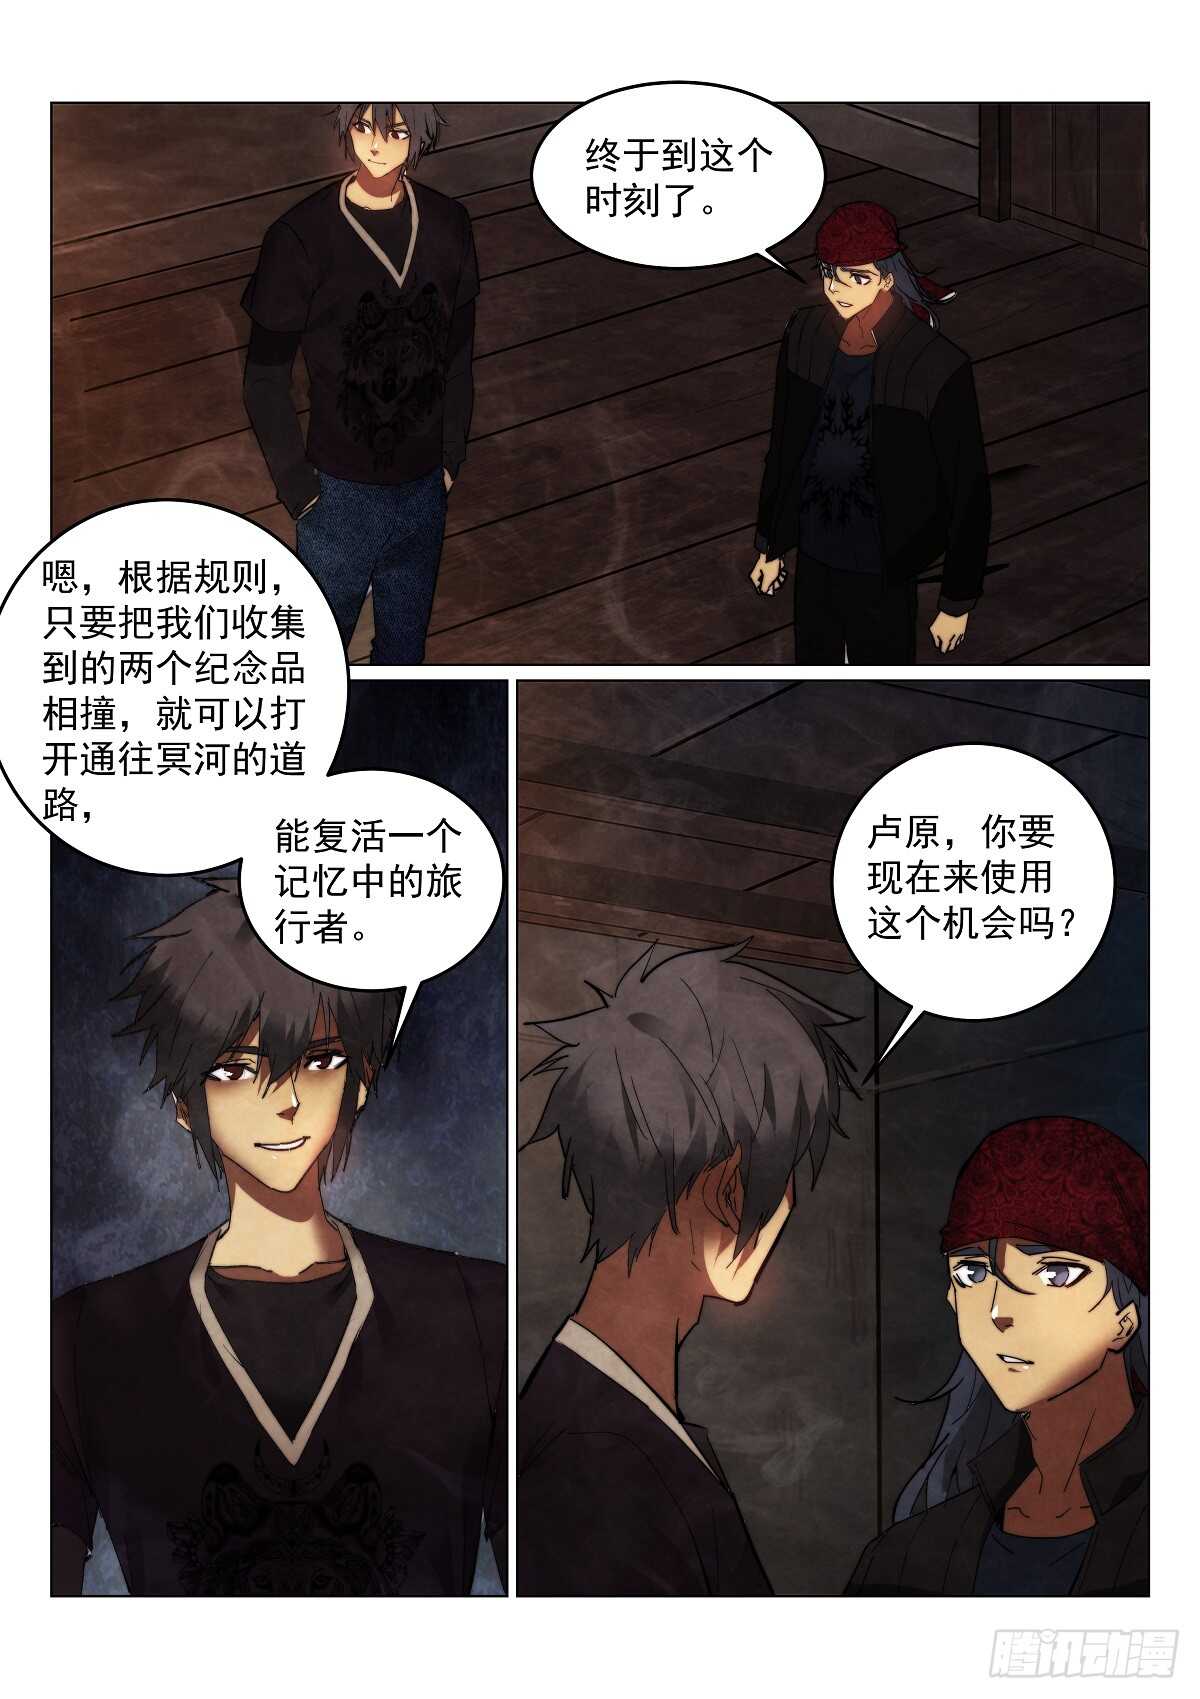 终于到这个
时刻了。
嗯，根据规则，
只要把我们收集
到的两个纪念品
相撞，就可以打
开通往冥河的道
路，
能复活一个
记忆中的旅
行者。
卢原，你要
现在来使用
这个机会吗？
腾讯动漫